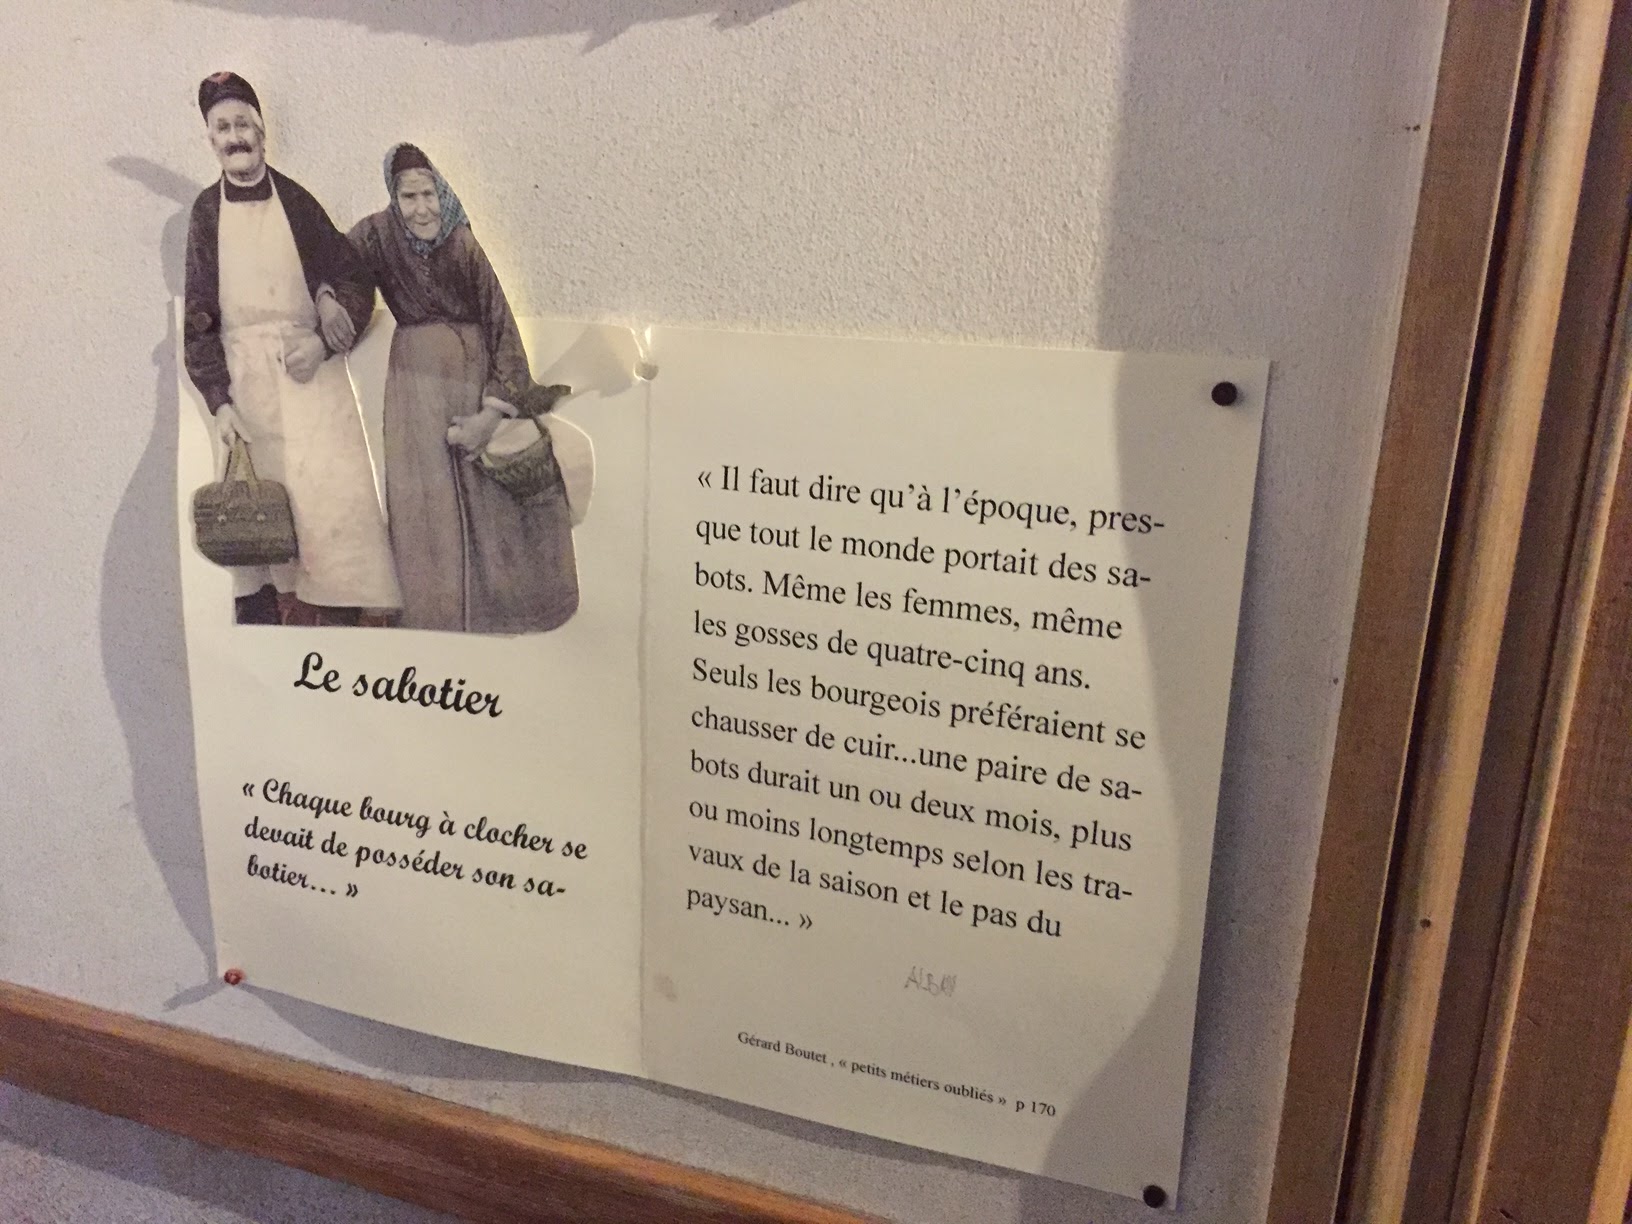 Le sabotier
« Chaque bourg à clocher se
devait de posséder son sa-
botier... »
« Il faut dire qu'à l'époque, pres-
que tout le monde portait des sa-
bots. Même les femmes, même
les gosses de quatre-cinq ans.
Seuls les bourgeois préféraient se
chausser de cuir...une paire de sa-
bots durait un ou deux mois, plus
ou moins longtemps selon les tra-
vaux de la saison et le pas du
paysan... »
Gérard Boutet , « petits métiers oubliés » p 170